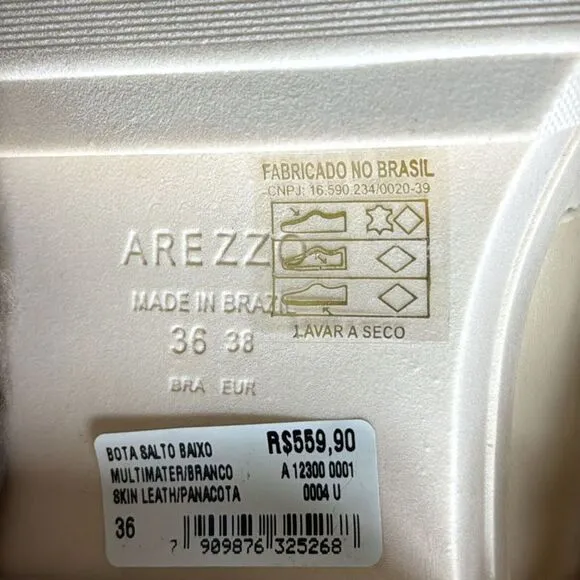 FABRICADO NO BRASIL
CNPJ: 16.590.234/0020-39
AREZZO
MADE IN BRAZIL
36 38
BRA EUR
LAVAR A SECO
BOTA SALTO BAIXO
MULTIMATER/BRANCO
SKIN LEATH/PANACOTA
R$559,90
A 12300 0001
0004 U
36
7 909876 325268